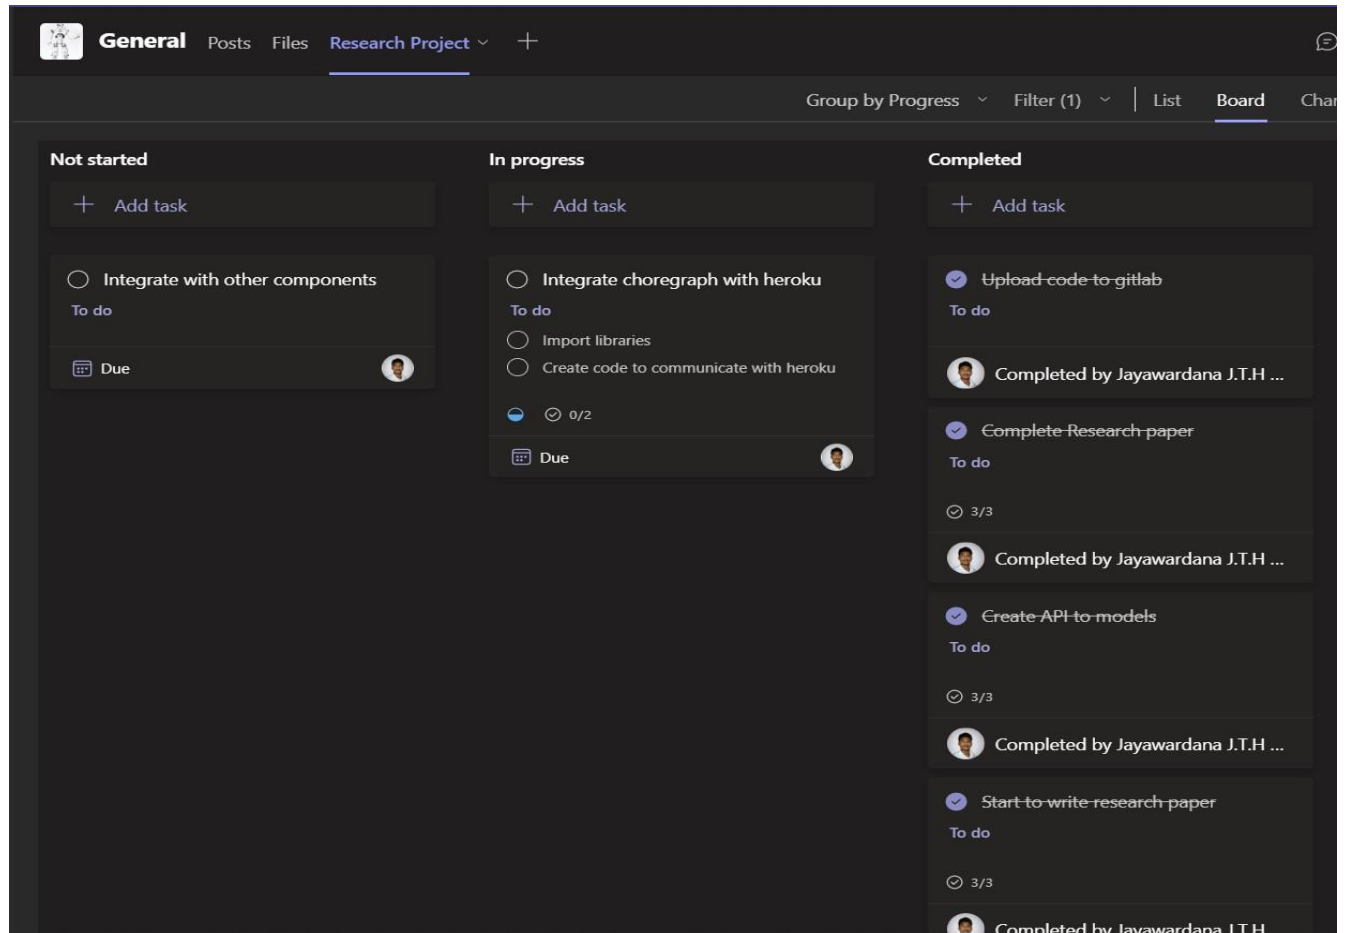 General Posts Files Research Project
Group by Progress Filter (1) List Board Char
Not started
Add task
Integrate with other components
To do
Due
In progress
Add task
Integrate choregraph with heroku
To do
Import libraries
Create code to communicate with heroku
0/2
Due
Completed
Add task
Upload code to gitlab
To do
Completed by Jayawardana J.T.H ...
Complete Research paper
To do
3/3
Completed by Jayawardana J.T.H ...
Create API to models
To do
3/3
Completed by Jayawardana J.T.H ...
Start to write research paper
To do
3/3
Completed by Jayawardana J.T.H